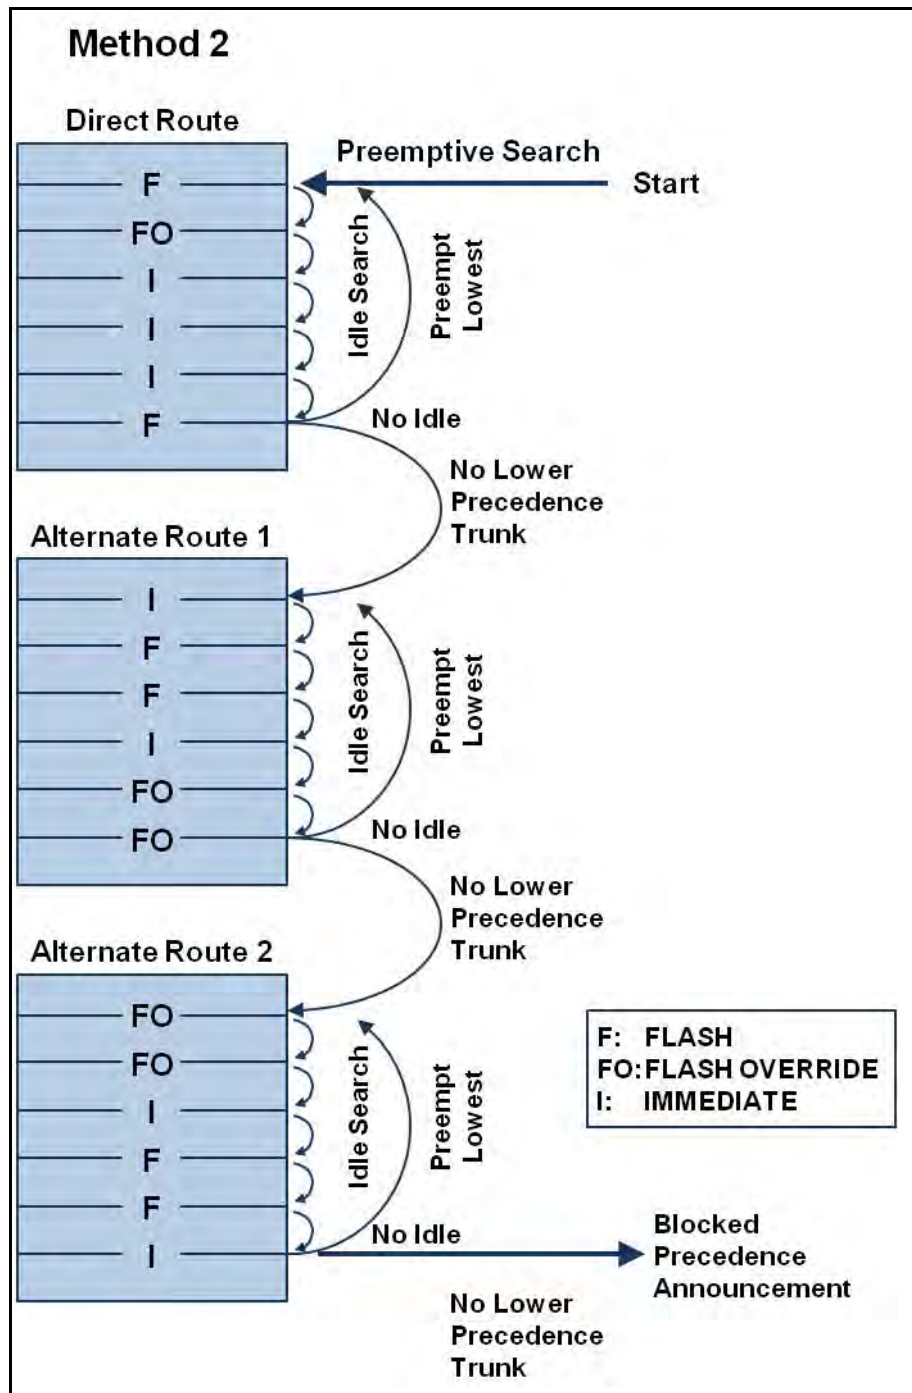 Method 2
Direct Route
Preemptive Search
Start
F
FO
I
I
I
F
Idle Search
Preempt
Lowest
No Idle
No Lower
Precedence
Trunk
Alternate Route 1
I
F
F
I
FO
FO
Idle Search
Preempt
Lowest
No Idle
No Lower
Precedence
Trunk
Alternate Route 2
FO
FO
I
F
F
I
Idle Search
Preempt
Lowest
No Idle
No Lower
Precedence
Trunk
Blocked
Precedence
Announcement
F: FLASH
FO: FLASH OVERRIDE
I: IMMEDIATE